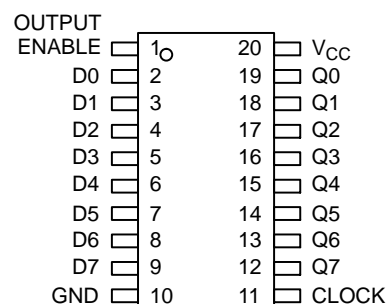 OUTPUT
ENABLE 1 20 VCC
D0 2 19 Q0
D1 3 18 Q1
D2 4 17 Q2
D3 5 16 Q3
D4 6 15 Q4
D5 7 14 Q5
D6 8 13 Q6
D7 9 12 Q7
GND 10 11 CLOCK